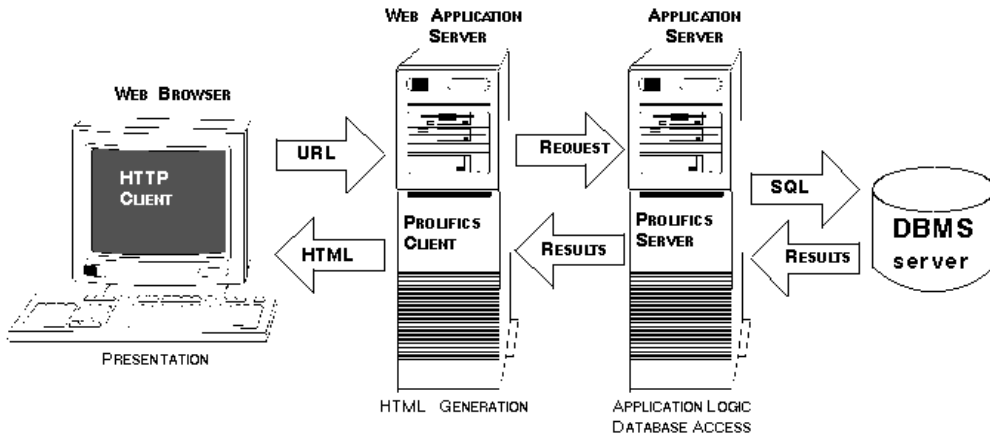 WEB BROWSER
HTTP
CLIENT
PRESENTATION
URL
HTML
WEB APPLICATION
SERVER
PROLIFICS
CLIENT
HTML GENERATION
REQUEST
RESULTS
APPLICATION
SERVER
PROLIFICS
SERVER
APPLICATION LOGIC
DATABASE ACCESS
SQL
RESULTS
DBMS
server